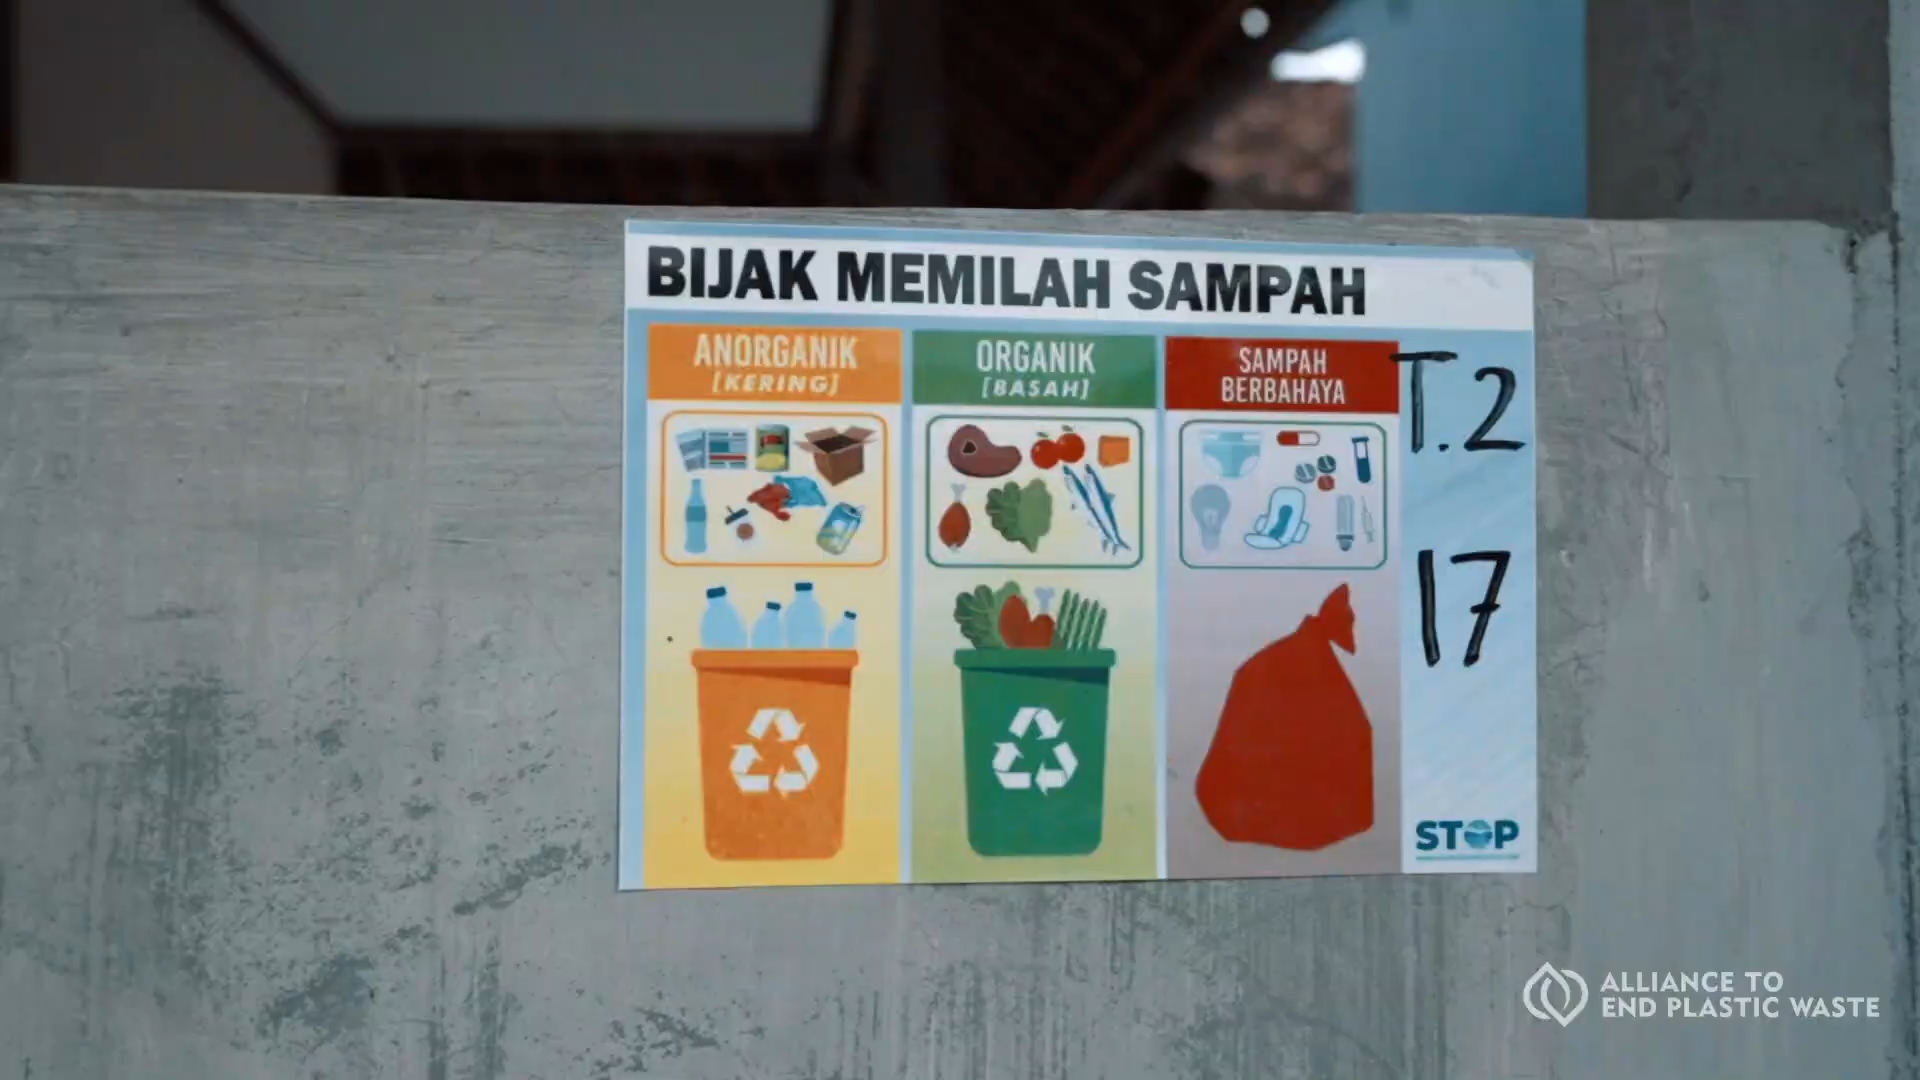 BIJAK MEMILAH SAMPAH
ANORGANIK
[KERING]
ORGANIK
[BASAH]
SAMPAH
BERBAHAYA
T.2
17
STOP
ALLIANCE TO
END PLASTIC WASTE